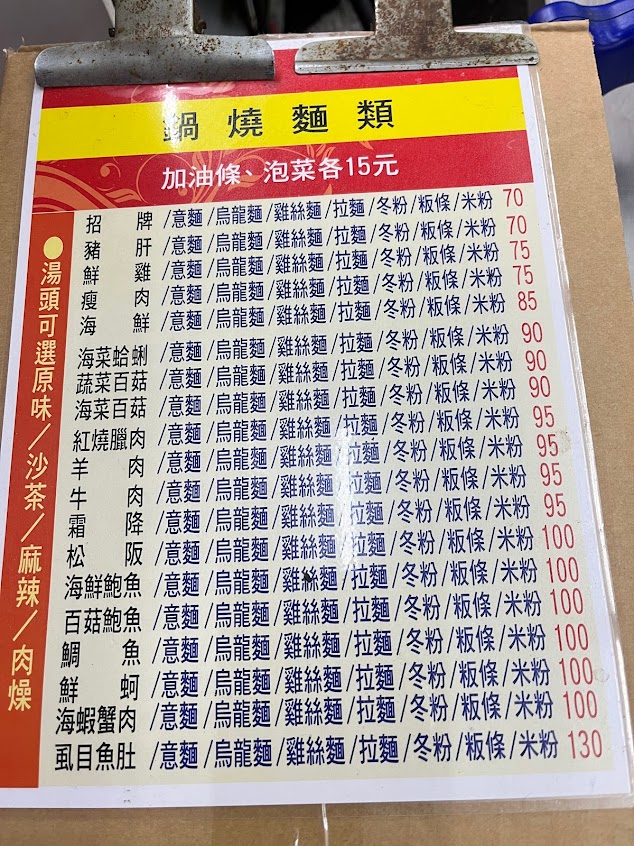 鍋燒麵類
加油條、泡菜各15元
●湯頭可選原味/沙茶/麻辣/肉燥
招牌/意麵/烏龍麵/雞絲麵/拉麵/冬粉/粄條/米粉 70
豬肝/意麵/烏龍麵/雞絲麵/拉麵/冬粉/粄條/米粉 70
鮮雞/意麵/烏龍麵/雞絲麵/拉麵/冬粉/粄條/米粉 75
瘦肉/意麵/烏龍麵/雞絲麵/拉麵/冬粉/粄條/米粉 75
海鮮/意麵/烏龍麵/雞絲麵/拉麵/冬粉/粄條/米粉 85
海菜蛤蜊/意麵/烏龍麵/雞絲麵/拉麵/冬粉/粄條/米粉 90
蔬菜百菇/意麵/烏龍麵/雞絲麵/拉麵/冬粉/粄條/米粉 90
海菜百菇/意麵/烏龍麵/雞絲麵/拉麵/冬粉/粄條/米粉 90
紅燒臘肉/意麵/烏龍麵/雞絲麵/拉麵/冬粉/粄條/米粉 95
羊肉/意麵/烏龍麵/雞絲麵/拉麵/冬粉/粄條/米粉 95
牛肉/意麵/烏龍麵/雞絲麵/拉麵/冬粉/粄條/米粉 95
霜降/意麵/烏龍麵/雞絲麵/拉麵/冬粉/粄條/米粉 95
松阪/意麵/烏龍麵/雞絲麵/拉麵/冬粉/粄條/米粉 100
海鮮鮑魚/意麵/烏龍麵/雞絲麵/拉麵/冬粉/粄條/米粉 100
百菇鮑魚/意麵/烏龍麵/雞絲麵/拉麵/冬粉/粄條/米粉 100
鯛魚/意麵/烏龍麵/雞絲麵/拉麵/冬粉/粄條/米粉 100
鮮蚵/意麵/烏龍麵/雞絲麵/拉麵/冬粉/粄條/米粉 100
海蝦蟹肉/意麵/烏龍麵/雞絲麵/拉麵/冬粉/粄條/米粉 100
虱目魚肚/意麵/烏龍麵/雞絲麵/拉麵/冬粉/粄條/米粉 130